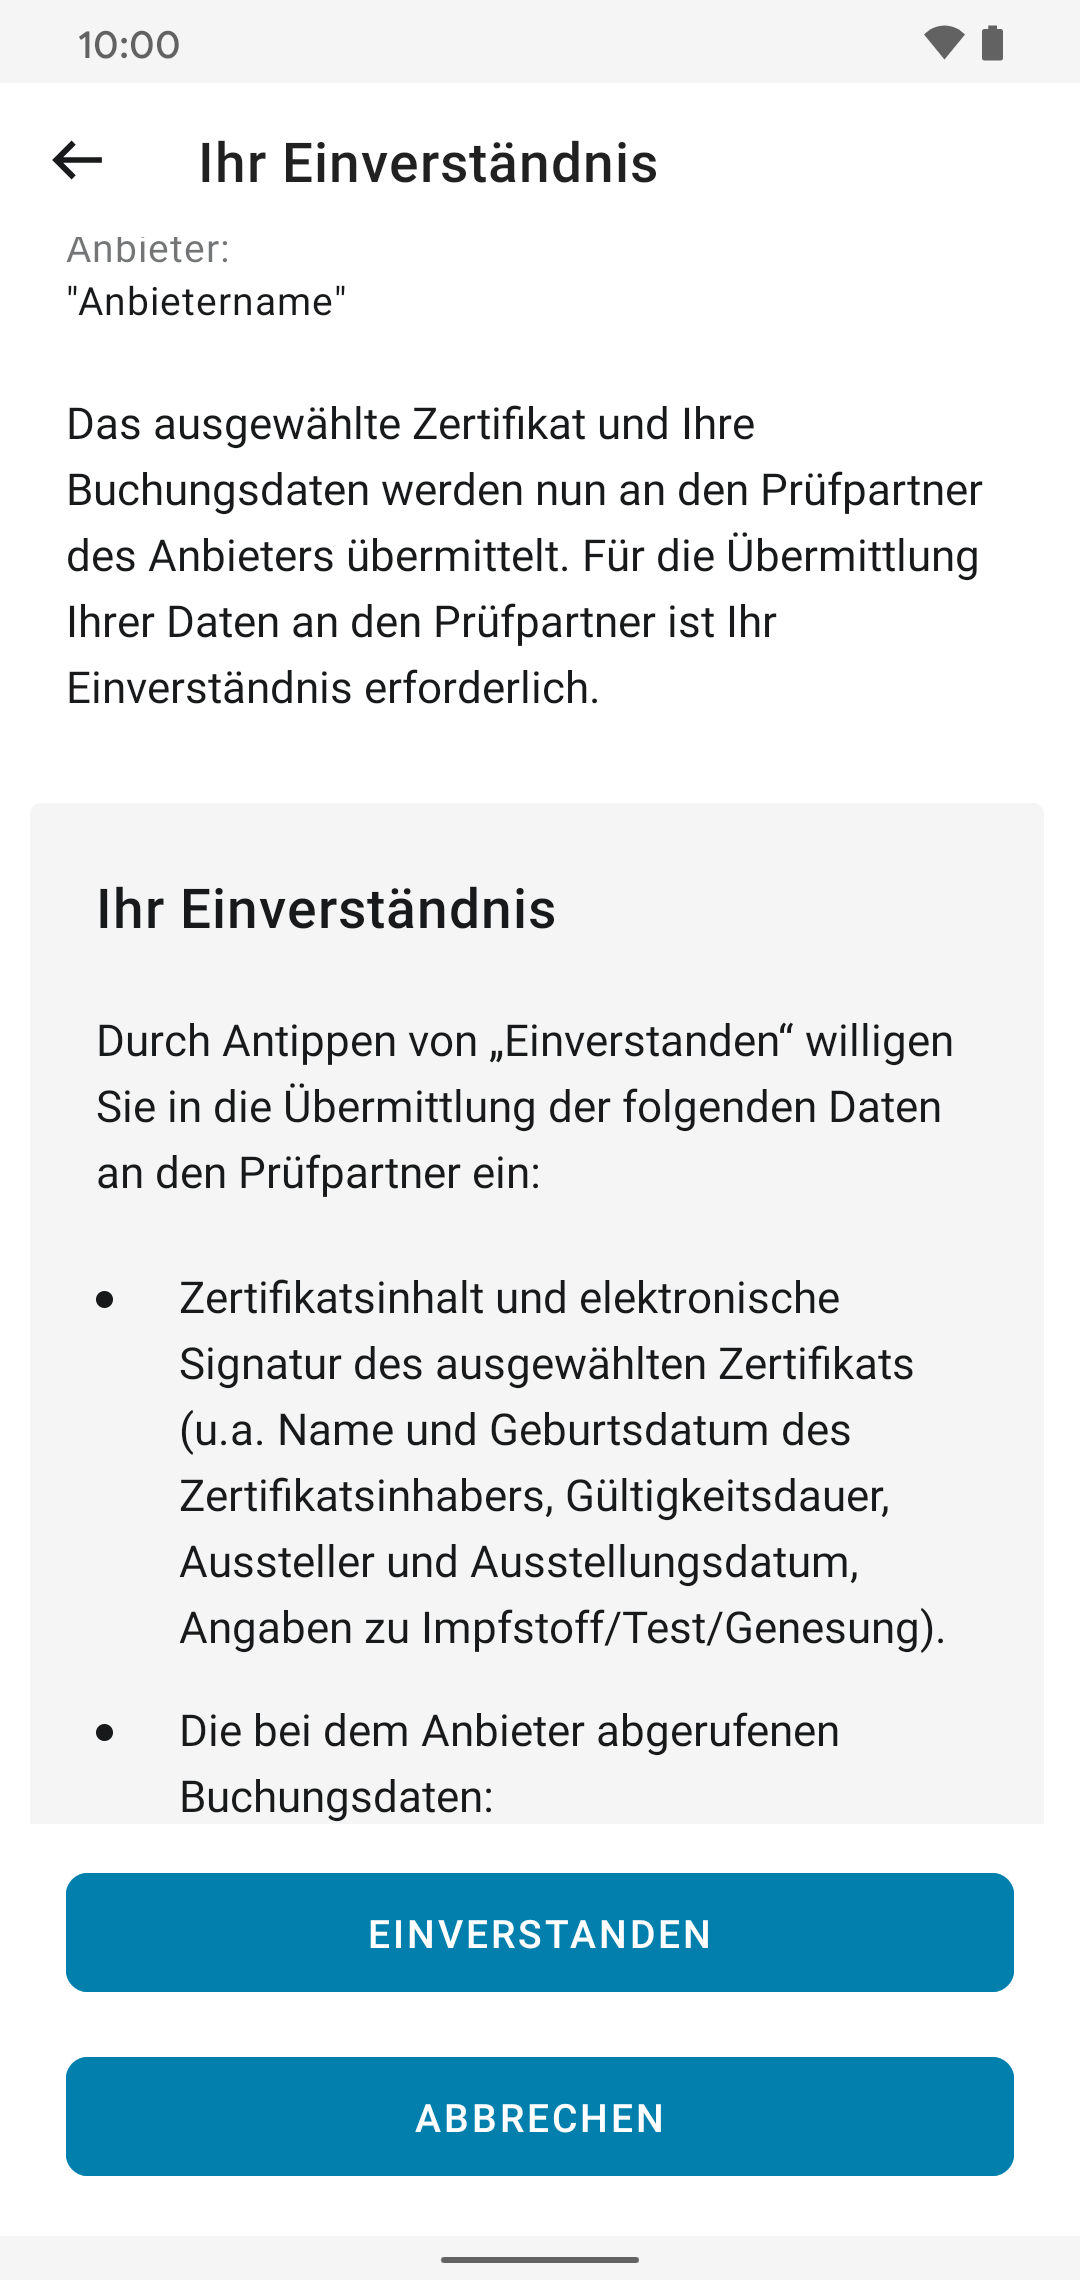 10:00
Ihr Einverständnis
Anbieter:
"Anbietername"
Das ausgewählte Zertifikat und Ihre
Buchungsdaten werden nun an den Prüfpartner
des Anbieters übermittelt. Für die Übermittlung
Ihrer Daten an den Prüfpartner ist Ihr
Einverständnis erforderlich.
Ihr Einverständnis
Durch Antippen von „Einverstanden“ willigen
Sie in die Übermittlung der folgenden Daten
an den Prüfpartner ein:
• Zertifikatsinhalt und elektronische
Signatur des ausgewählten Zertifikats
(u.a. Name und Geburtsdatum des
Zertifikatsinhabers, Gültigkeitsdauer,
Aussteller und Ausstellungsdatum,
Angaben zu Impfstoff/Test/Genesung).
• Die bei dem Anbieter abgerufenen
Buchungsdaten:
EINVERSTANDEN
ABBRECHEN